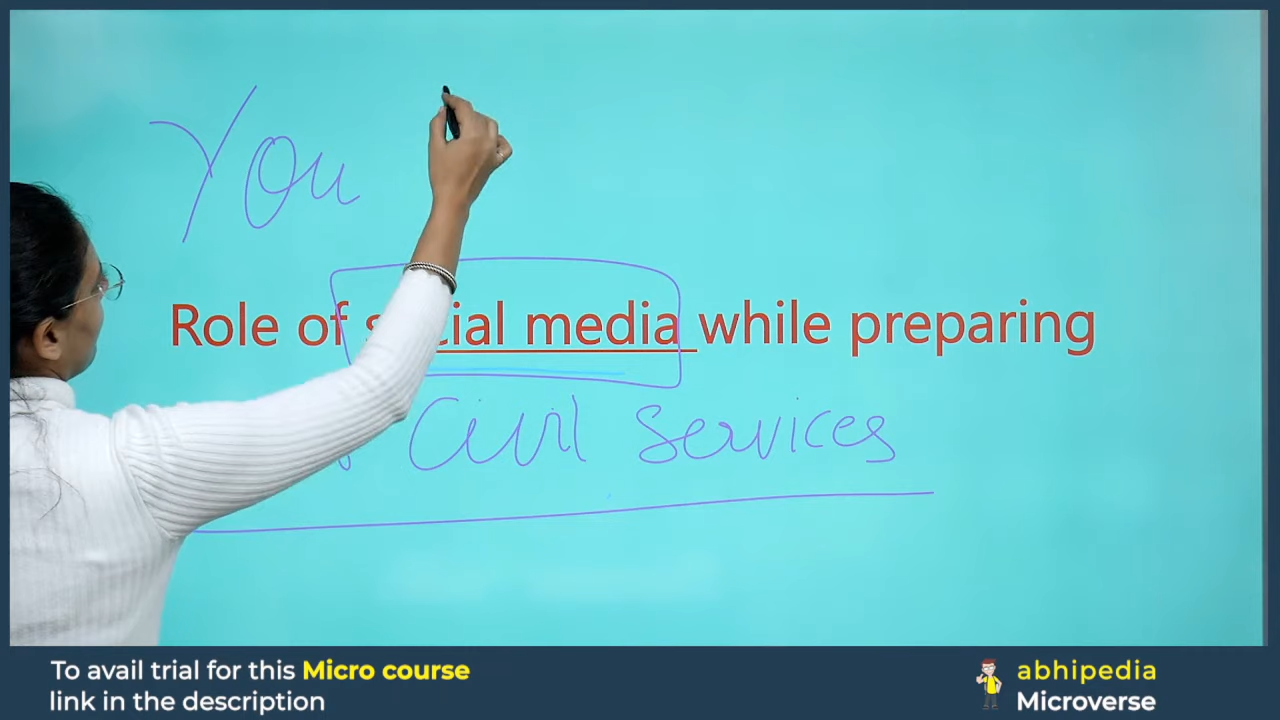 You
Role of social media while preparing
Civil Services
To avail trial for this Micro course
link in the description
abhipedia
Microverse